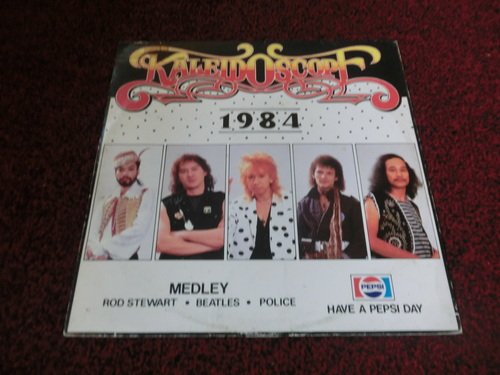 KALEIDOSCOPE
1984
MEDLEY
ROD STEWART • BEATLES • POLICE
PEPSI
HAVE A PEPSI DAY